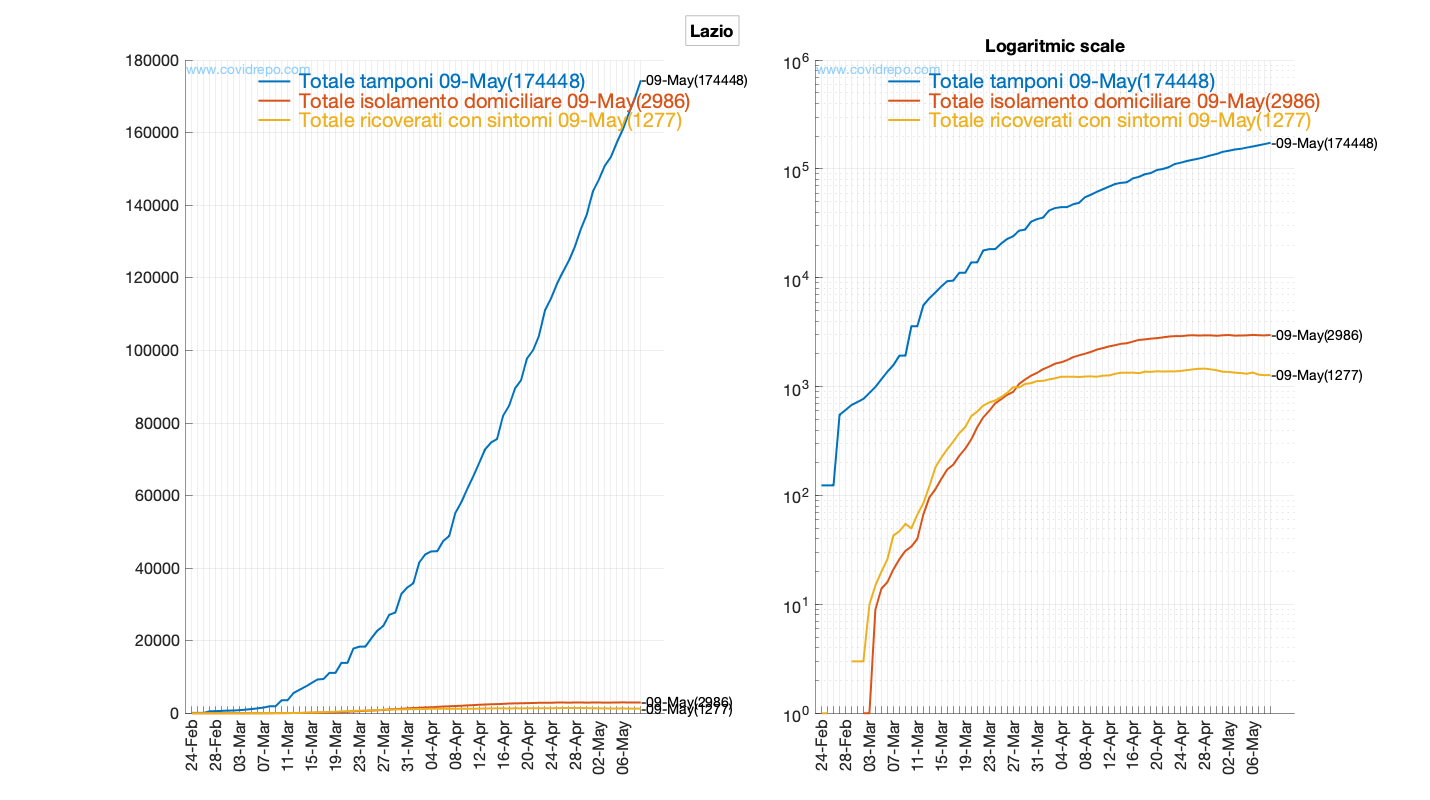 Lazio
180000
160000
140000
120000
100000
80000
60000
40000
20000
0
www.covidrepo.com
Totale tamponi 09-May(174448)
Totale isolamento domiciliare 09-May(2986)
Totale ricoverati con sintomi 09-May(1277)
-09-May(174448)
-09-May(2986)
-09-May(1277)
24-Feb
28-Feb
03-Mar
07-Mar
11-Mar
15-Mar
19-Mar
23-Mar
27-Mar
31-Mar
04-Apr
08-Apr
12-Apr
16-Apr
20-Apr
24-Apr
28-Apr
02-May
06-May
Logaritmic scale
10^6
10^5
10^4
10^3
10^2
10^1
10^0
www.covidrepo.com
Totale tamponi 09-May(174448)
Totale isolamento domiciliare 09-May(2986)
Totale ricoverati con sintomi 09-May(1277)
-09-May(174448)
-09-May(2986)
-09-May(1277)
24-Feb
28-Feb
03-Mar
07-Mar
11-Mar
15-Mar
19-Mar
23-Mar
27-Mar
31-Mar
04-Apr
08-Apr
12-Apr
16-Apr
20-Apr
24-Apr
28-Apr
02-May
06-May